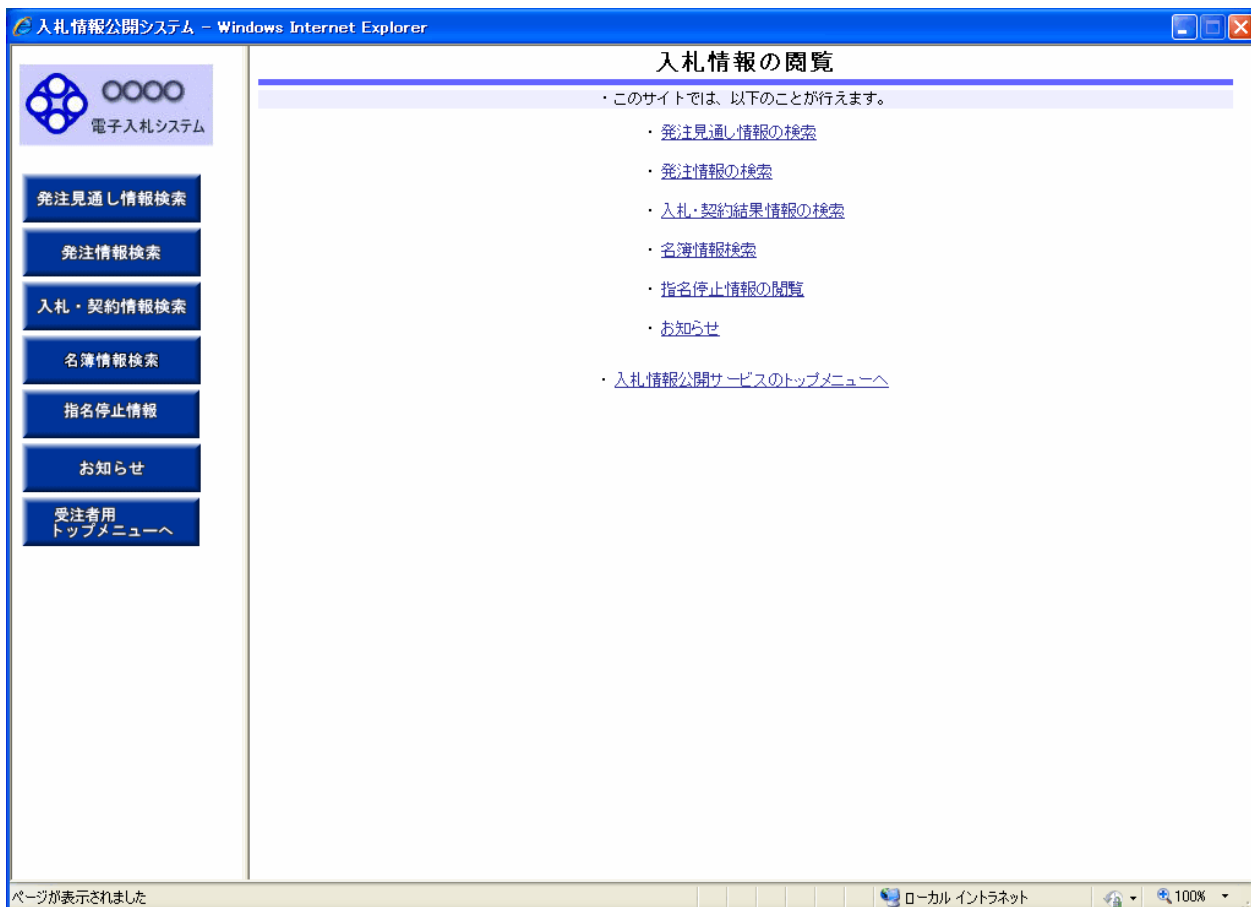 入札情報公開システム - Windows Internet Explorer
○○○○
電子入札システム
発注見通し情報検索
発注情報検索
入札・契約情報検索
名簿情報検索
指名停止情報
お知らせ
受注者用
トップメニューへ
入札情報の閲覧
・このサイトでは、以下のことが行えます。
・発注見通し情報の検索
・発注情報の検索
・入札・契約結果情報の検索
・名簿情報検索
・指名停止情報の閲覧
・お知らせ
・入札情報公開サービスのトップメニューへ
ページが表示されました
ローカル イントラネット
100%